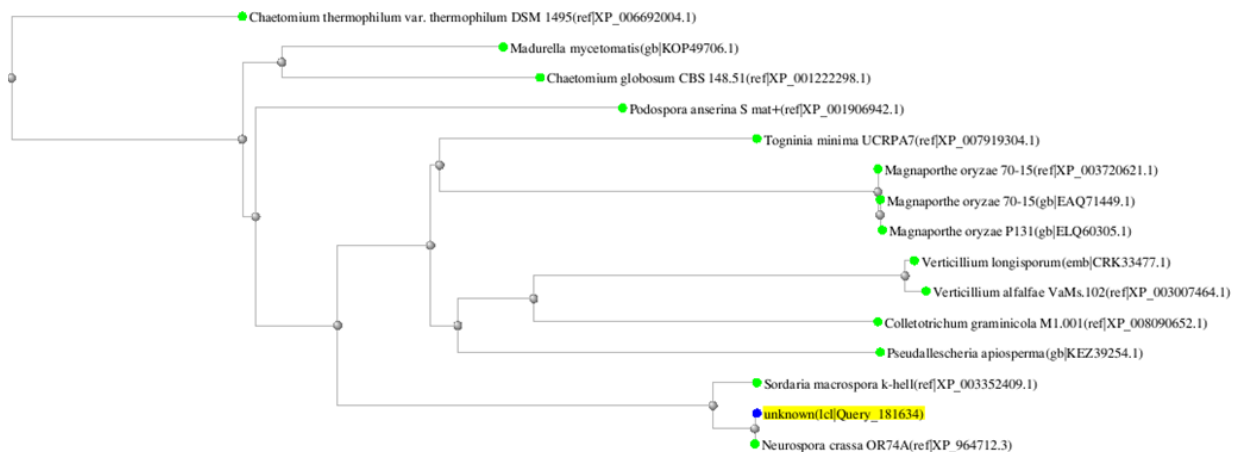 Chaetomium thermophilum var. thermophilum DSM 1495(ref|XP_006692004.1)
Madurella mycetomatis(gb|KOP49706.1)
Chaetomium globosum CBS 148.51(ref|XP_001222298.1)
Podospora anserina S mat+(ref|XP_001906942.1)
Togninia minima UCRPA7(ref|XP_007919304.1)
Magnaporthe oryzae 70-15(ref|XP_003720621.1)
Magnaporthe oryzae 70-15(gb|EAQ71449.1)
Magnaporthe oryzae P131(gb|ELQ60305.1)
Verticillium longisporum(emb|CRK33477.1)
Verticillium alfalfae VaMs.102(ref|XP_003007464.1)
Colletotrichum graminicola M1.001(ref|XP_008090652.1)
Pseudallescheria apiosperma(gb|KEZ39254.1)
Sordaria macrospora k-hell(ref|XP_003352409.1)
unknown(lcl|Query_181634)
Neurospora crassa OR74A(ref|XP_964712.3)